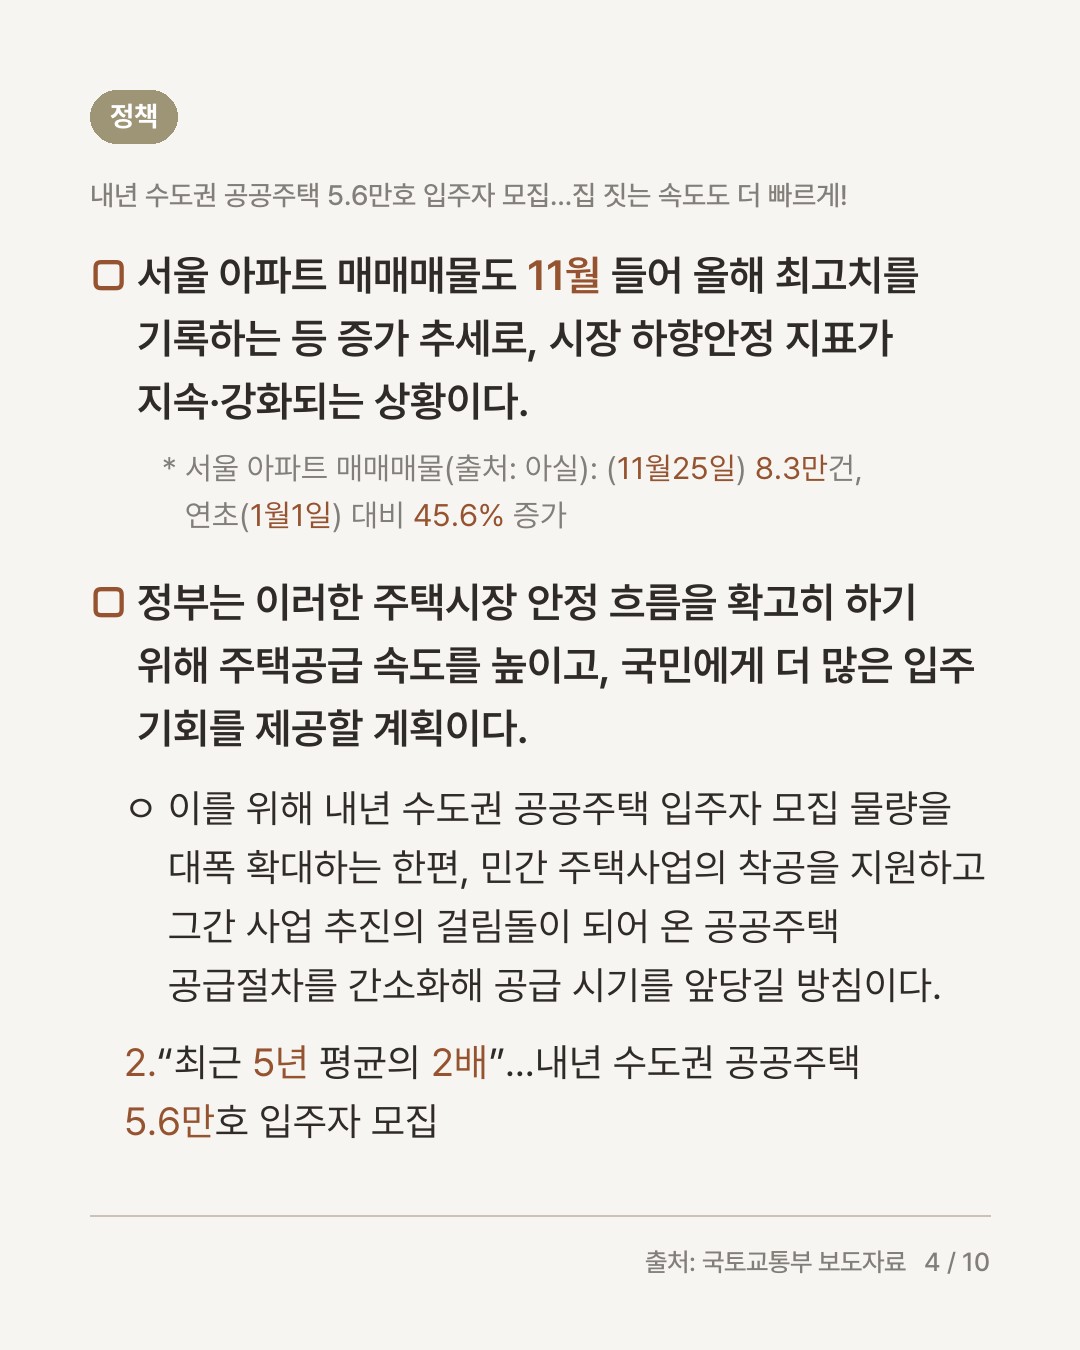 정책
내년 수도권 공공주택 5.6만호 입주자 모집...집 짓는 속도도 더 빠르게!
□ 서울 아파트 매매매물도 11월 들어 올해 최고치를
기록하는 등 증가 추세로, 시장 하향안정 지표가
지속·강화되는 상황이다.
* 서울 아파트 매매매물(출처: 아실): (11월25일) 8.3만건,
연초(1월1일) 대비 45.6% 증가
□ 정부는 이러한 주택시장 안정 흐름을 확고히 하기
위해 주택공급 속도를 높이고, 국민에게 더 많은 입주
기회를 제공할 계획이다.
ㅇ 이를 위해 내년 수도권 공공주택 입주자 모집 물량을
대폭 확대하는 한편, 민간 주택사업의 착공을 지원하고
그간 사업 추진의 걸림돌이 되어 온 공공주택
공급절차를 간소화해 공급 시기를 앞당길 방침이다.
2.“최근 5년 평균의 2배”...내년 수도권 공공주택
5.6만호 입주자 모집
출처: 국토교통부 보도자료 4 / 10